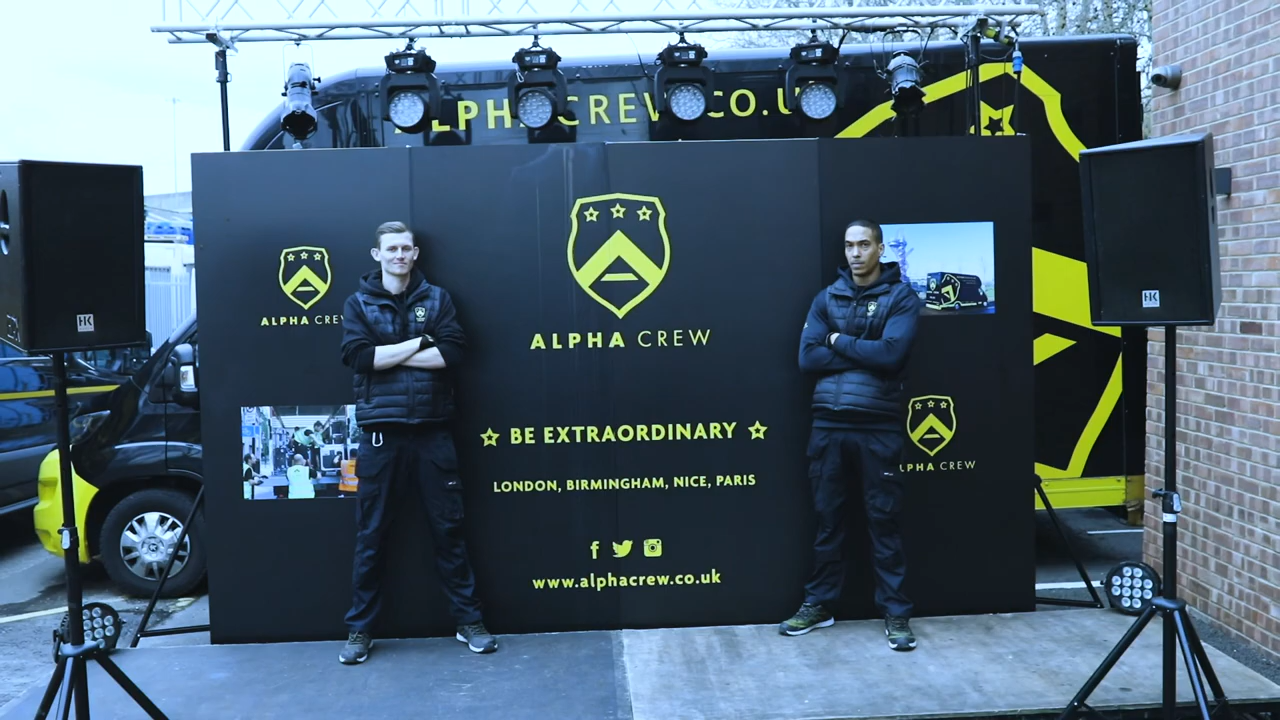 ALPHACREW.CO.U
ALPHA CREW
ALPHA CREW
★ BE EXTRAORDINARY ★
LONDON, BIRMINGHAM, NICE, PARIS
www.alphacrew.co.uk
ALPHA CREW
HK
HK